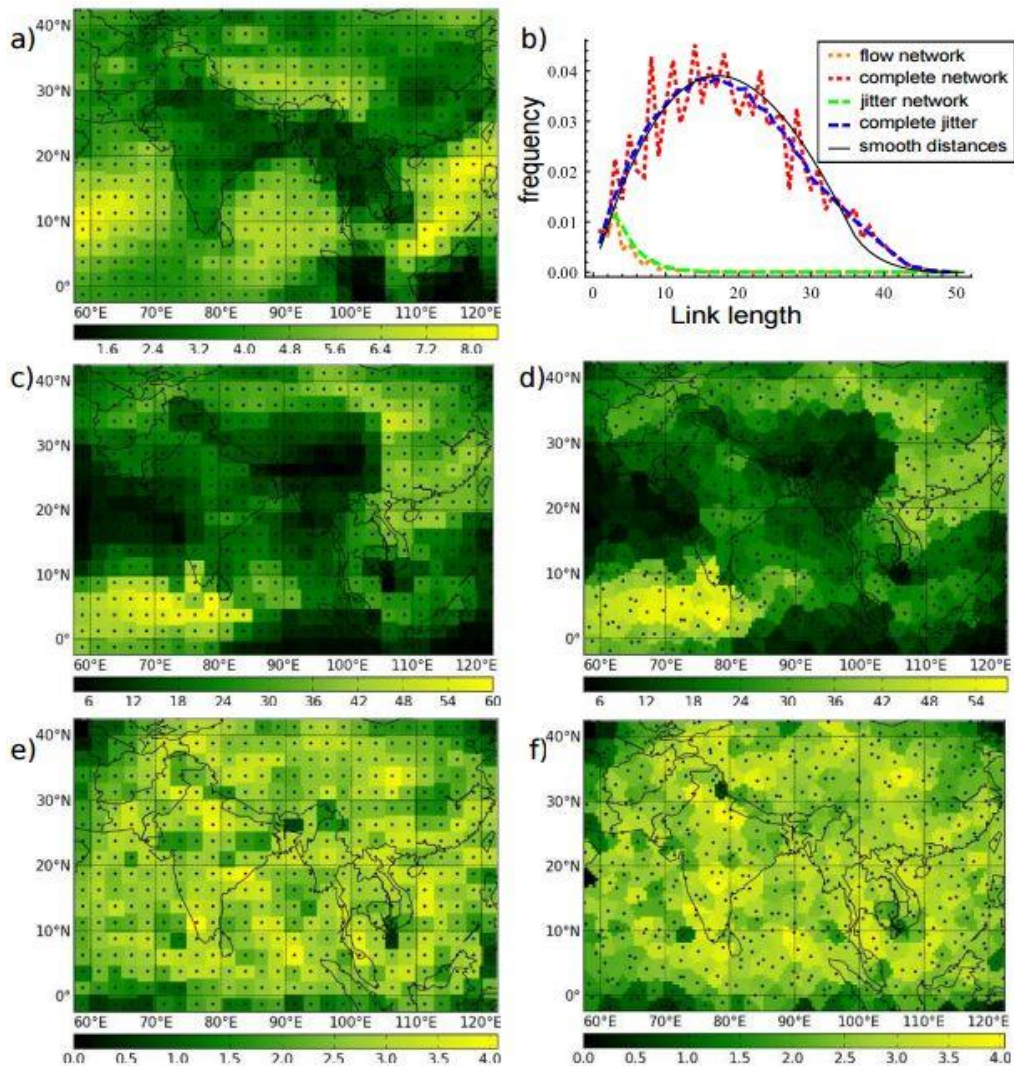 a)
40°N
30°N
20°N
10°N
0°
60°E 70°E 80°E 90°E 100°E 110°E 120°E
1.6 2.4 3.2 4.0 4.8 5.6 6.4 7.2 8.0
b)
frequency
0.04
0.03
0.02
0.01
0.00
0 10 20 30 40 50
Link length
flow network
complete network
jitter network
complete jitter
smooth distances
c)
40°N
30°N
20°N
10°N
0°
60°E 70°E 80°E 90°E 100°E 110°E 120°E
6 12 18 24 30 36 42 48 54 60
d)
40°N
30°N
20°N
10°N
0°
60°E 70°E 80°E 90°E 100°E 110°E 120°E
6 12 18 24 30 36 42 48 54
e)
40°N
30°N
20°N
10°N
0°
60°E 70°E 80°E 90°E 100°E 110°E 120°E
0.0 0.5 1.0 1.5 2.0 2.5 3.0 3.5 4.0
f)
40°N
30°N
20°N
10°N
0°
60°E 70°E 80°E 90°E 100°E 110°E 120°E
0.0 0.5 1.0 1.5 2.0 2.5 3.0 3.5 4.0